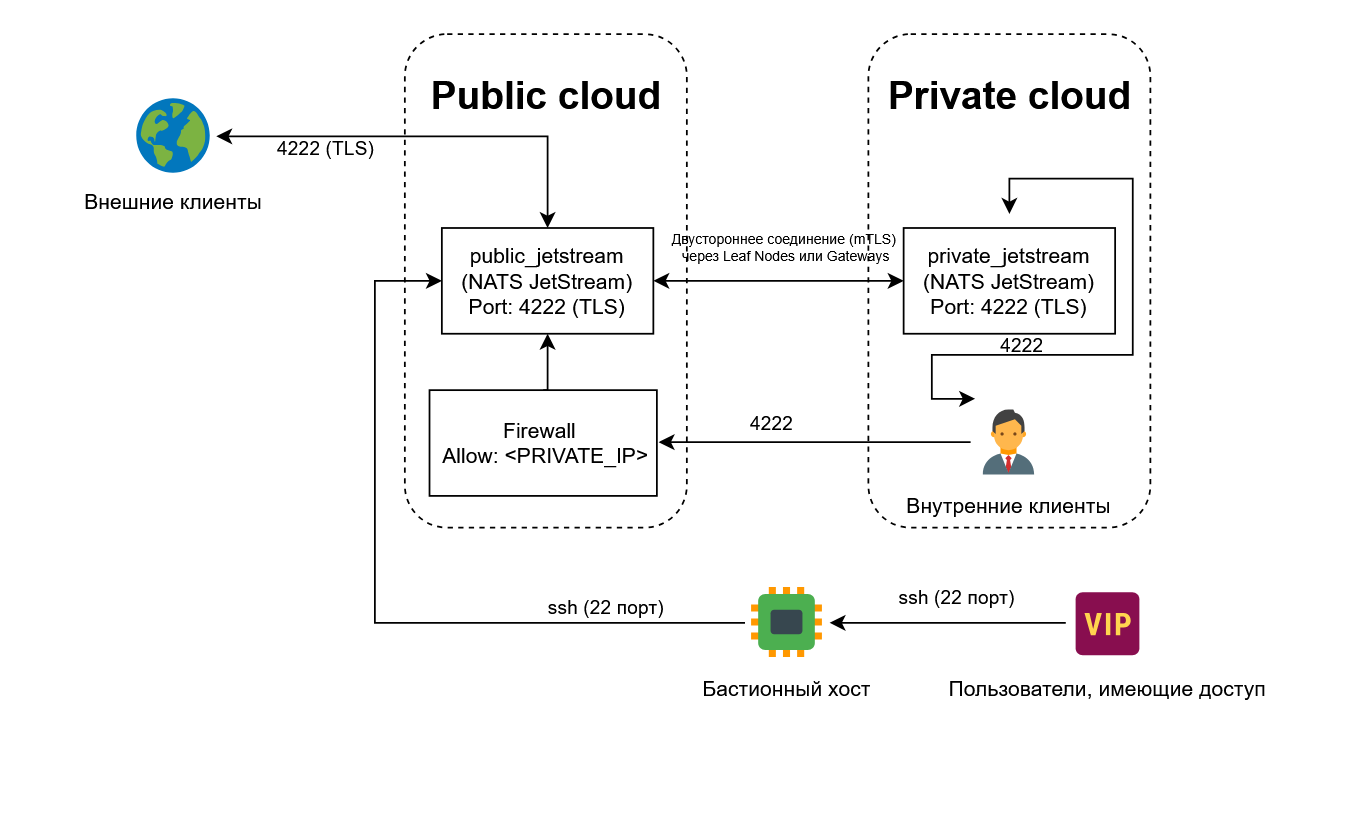 Public cloud
Private cloud
4222 (TLS)
Внешние клиенты
public_jetstream
(NATS JetStream)
Port: 4222 (TLS)
Двустороннее соединение (mTLS)
через Leaf Nodes или Gateways
private_jetstream
(NATS JetStream)
Port: 4222 (TLS)
4222
Firewall
Allow: <PRIVATE_IP>
4222
Внутренние клиенты
ssh (22 порт)
ssh (22 порт)
VIP
Бастионный хост
Пользователи, имеющие доступ